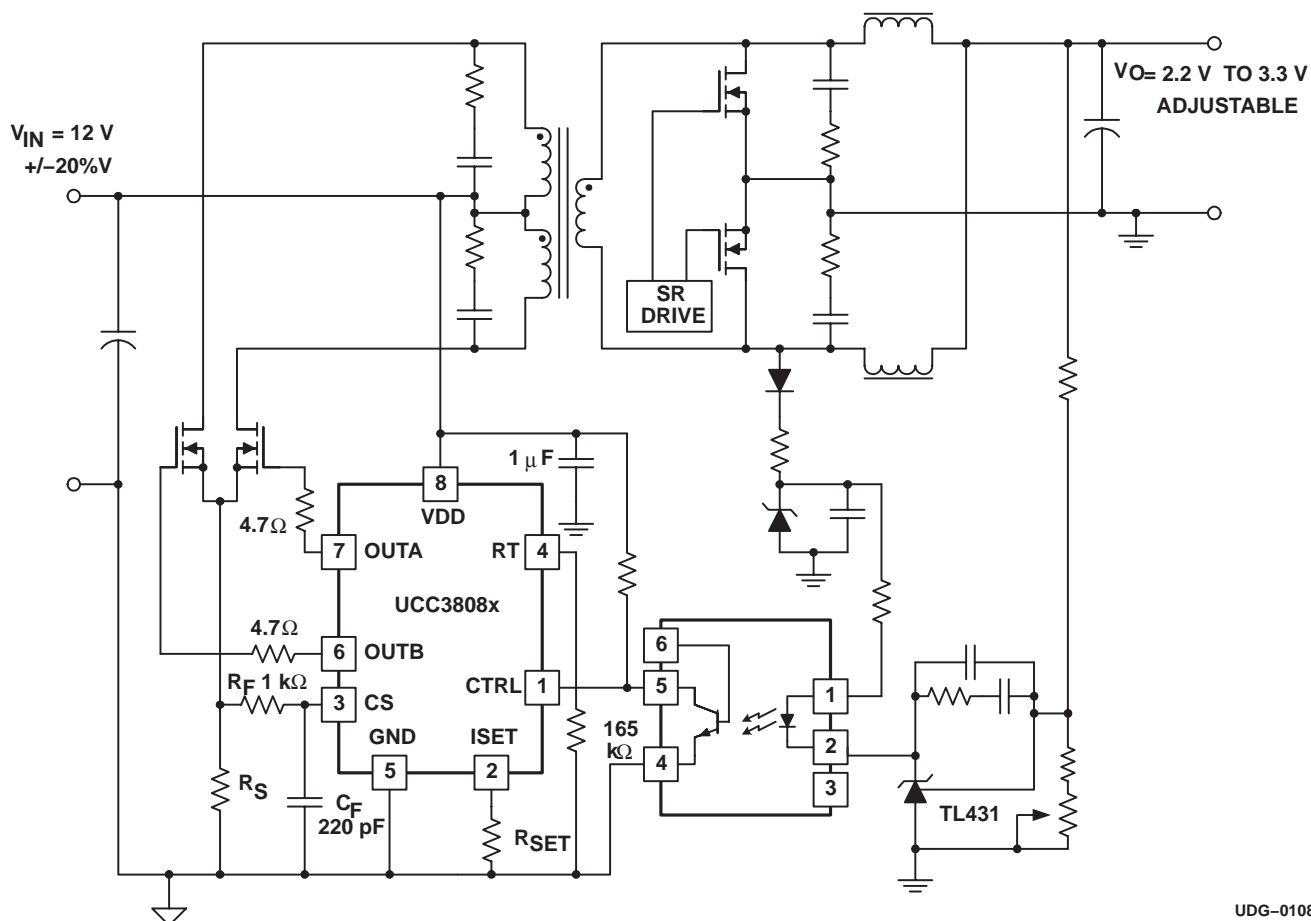 VO= 2.2 V TO 3.3 V
ADJUSTABLE
VIN = 12 V
+/–20%V
SR
DRIVE
1 µF
8
VDD
4.7Ω
7 OUTA
RT 4
UCC3808x
4.7Ω
6 OUTB
RF 1 kΩ
3 CS
CTRL 1
GND
5
ISET
2
RS
CF
220 pF
RSET
165
kΩ
6
5
4
1
2
3
TL431
UDG–0108